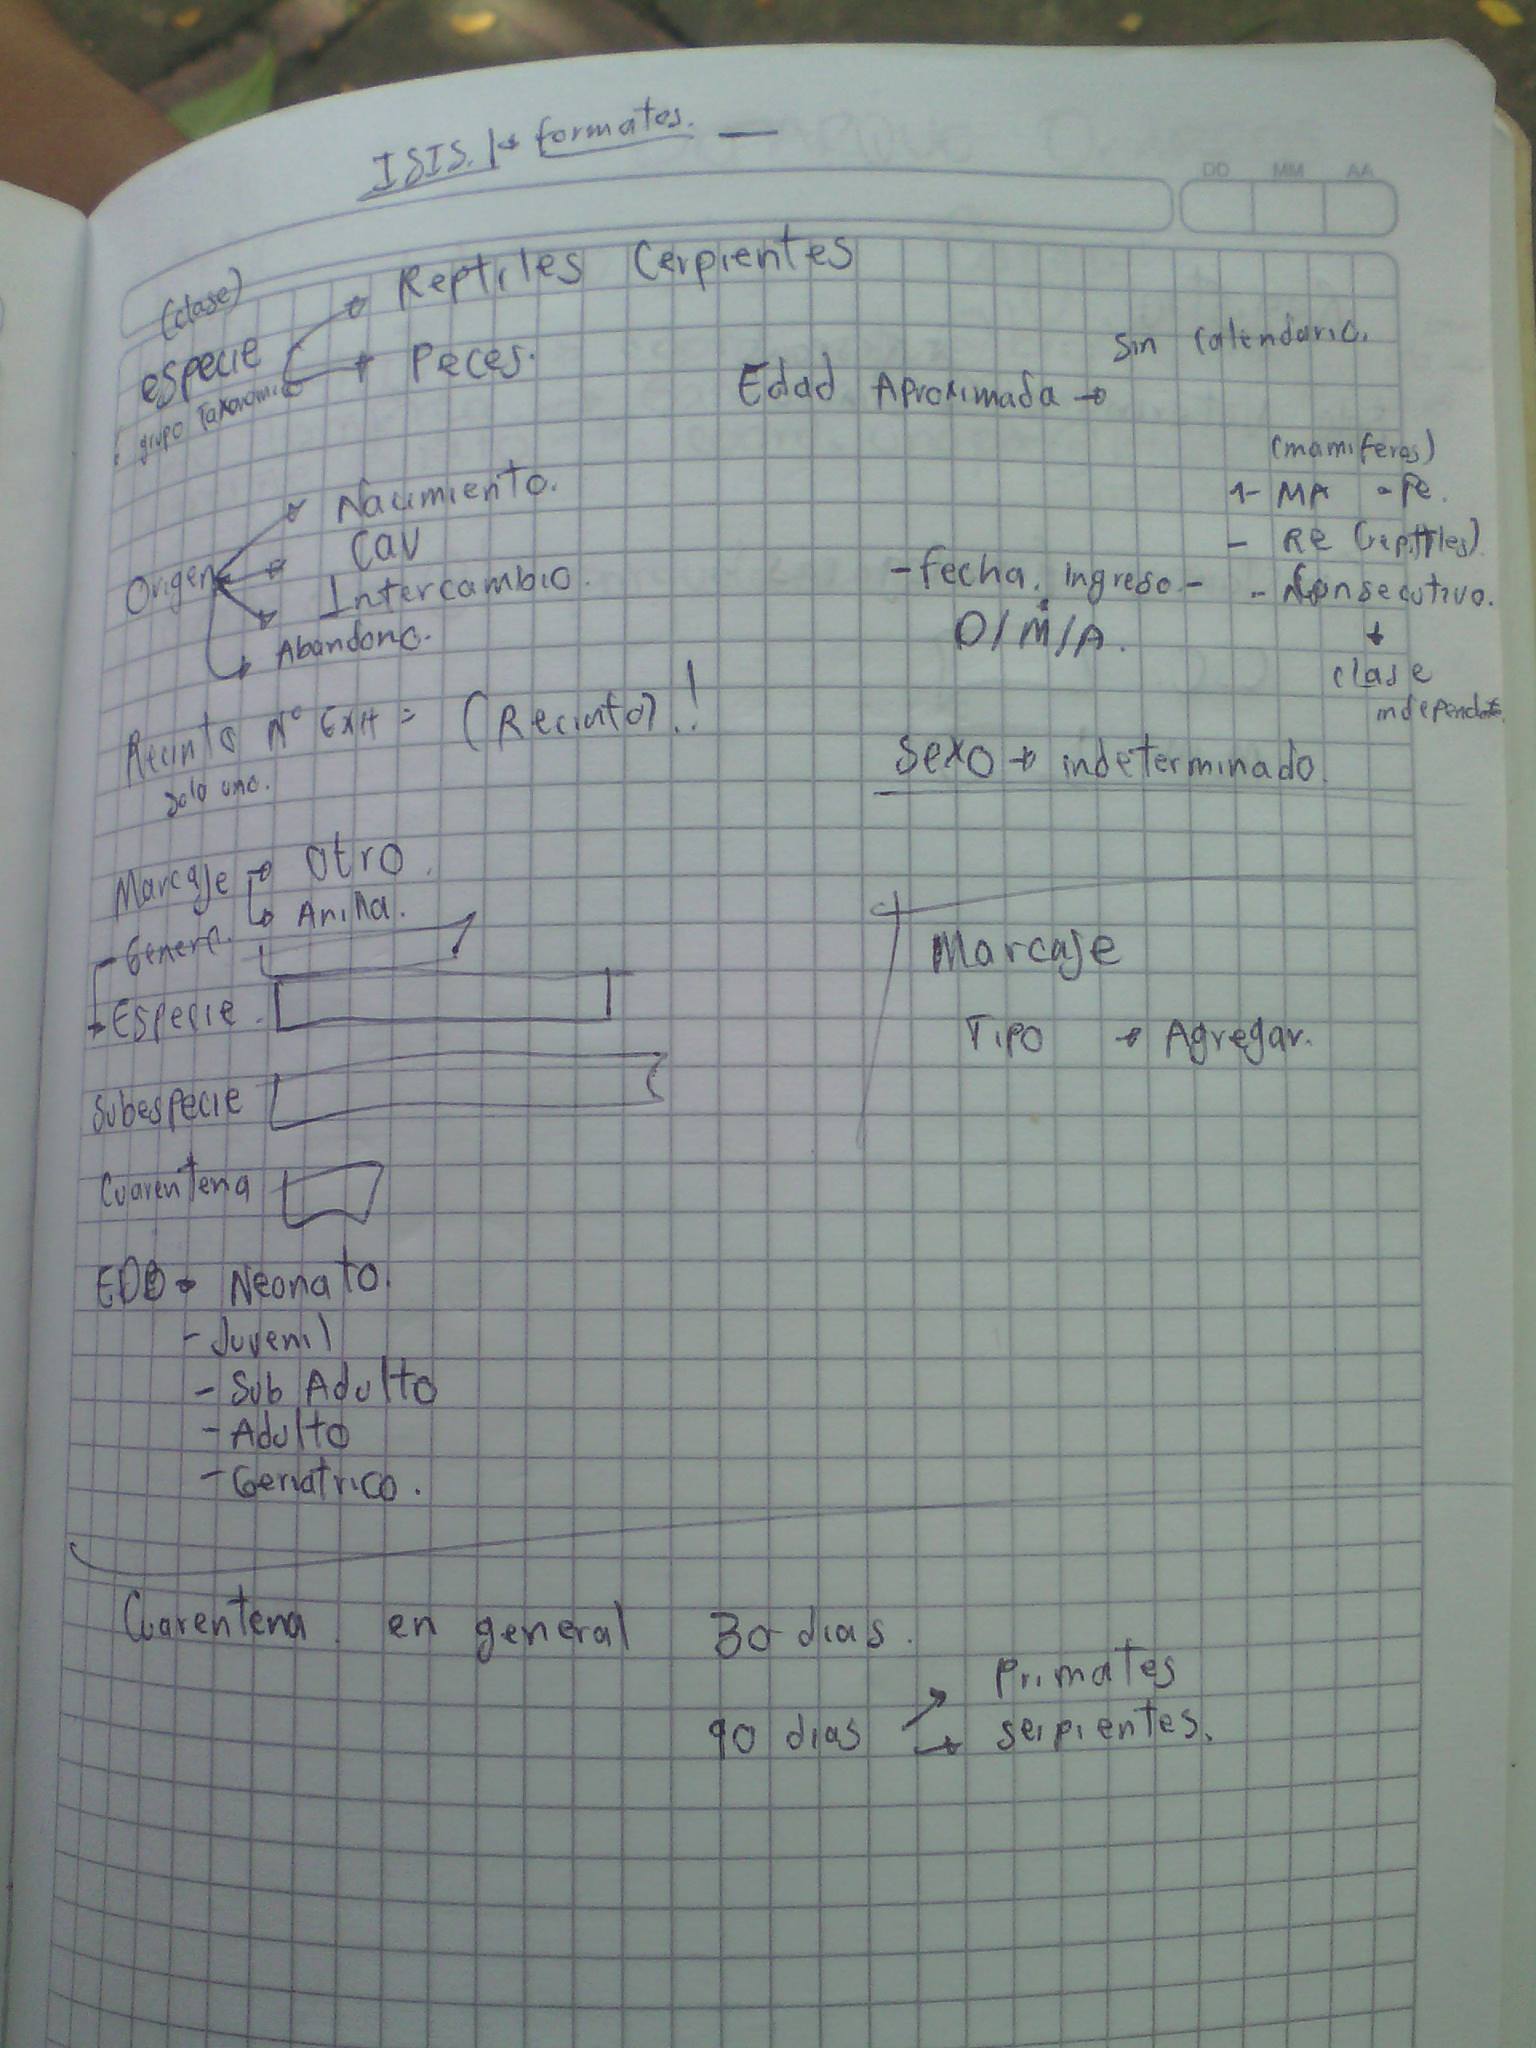 ISIS. formatos.
DD MM AA
(clase)
Reptiles Cerpientes
especie
Peces.
grupo Taxonomico
Sin Calendario.
Edad Aproximada
Origen
Nacimiento.
CAV
Intercambio.
Abandono.
(mamiferos)
1- MA - Pe.
- RE (reptiles)
- Consecutivo.
clase
independiente
- fecha. ingreso -
D/M/A.
Recinto N° EXH = (Recinto)!
solo uno.
Sexo → indeterminado.
Marcaje → otro.
Anilla.
- Genero.
Especie.
Subespecie
Cuarentena
Marcaje
Tipo → Agregar.
EDD → Neonato.
- Juvenil
- Sub Adulto
- Adulto
- Geriatrico.
Cuarentena en general 30 dias.
90 dias
Primates
serpientes.